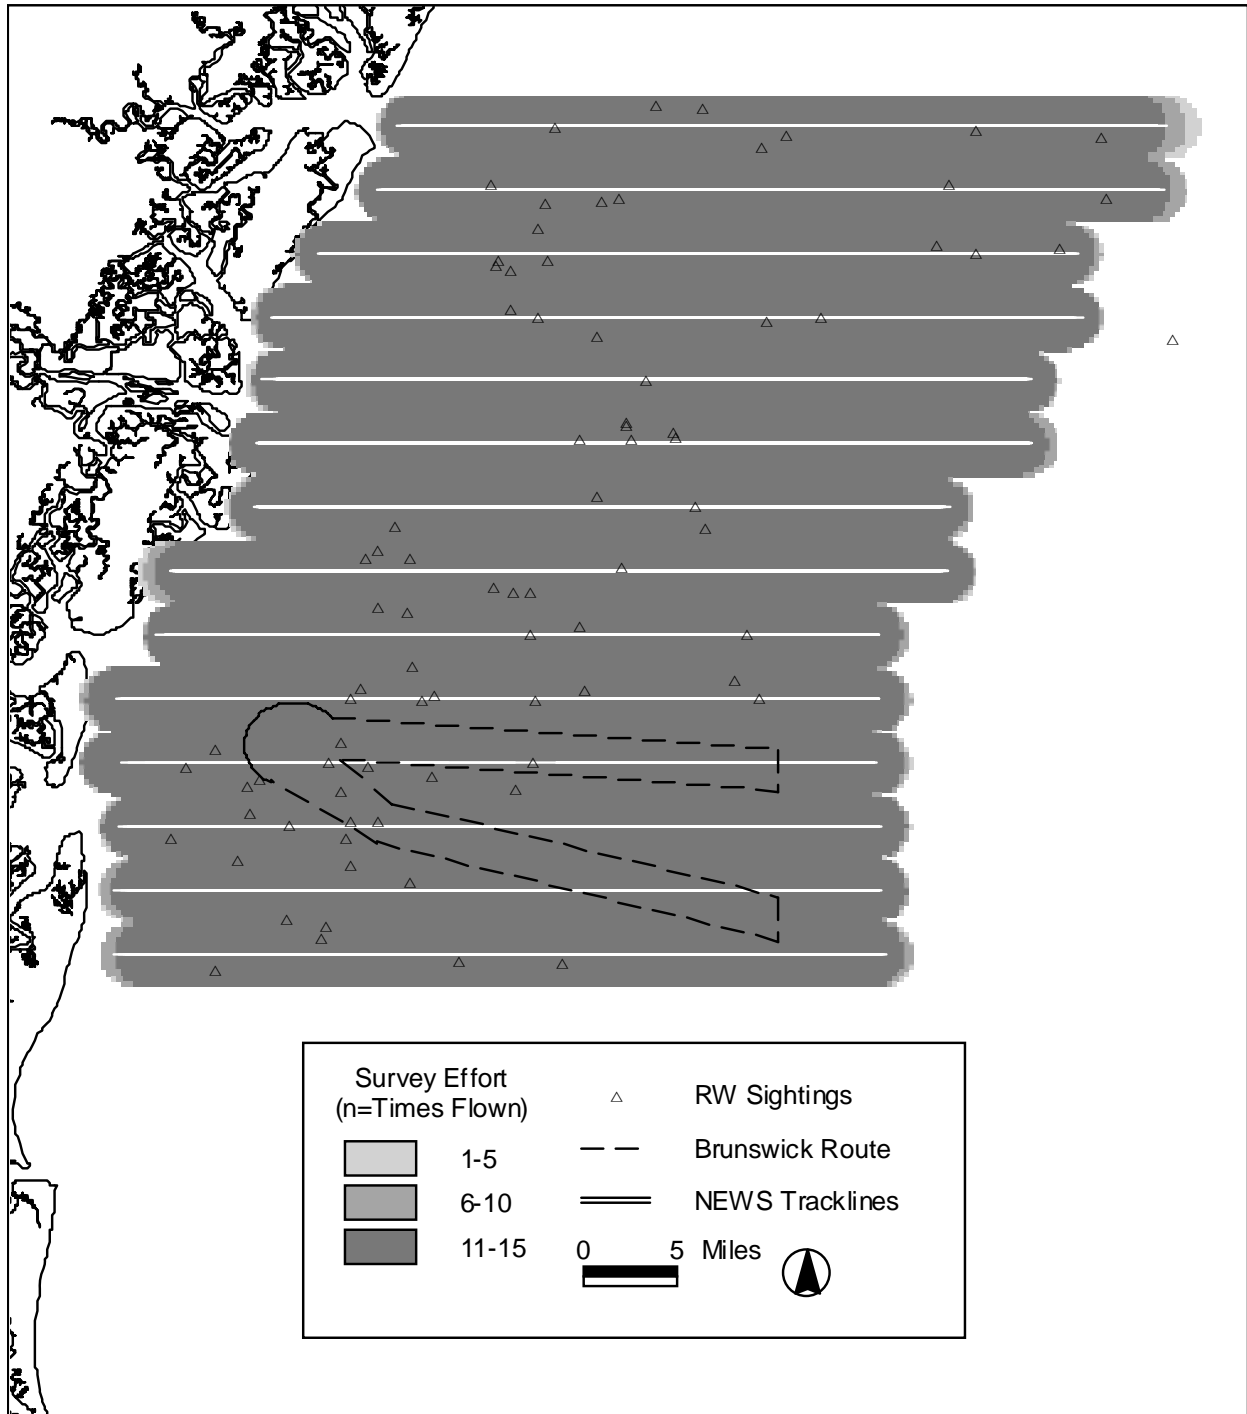 Survey Effort
(n=Times Flown)
1-5
6-10
11-15
RW Sightings
Brunswick Route
NEWS Tracklines
0 5 Miles